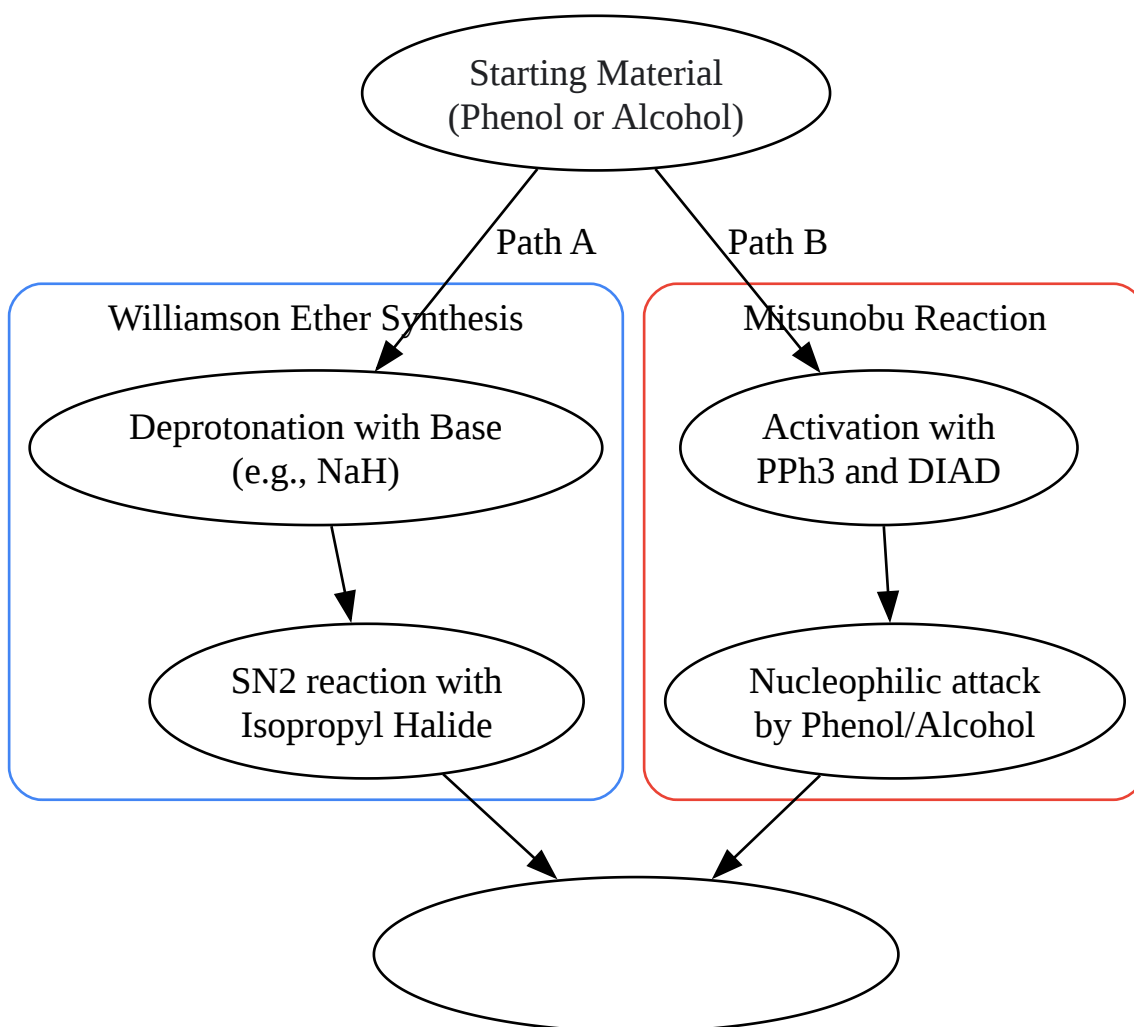 Starting Material
(Phenol or Alcohol)
Path A
Path B
Williamson Ether Synthesis
Mitsunobu Reaction
Deprotonation with Base
(e.g., NaH)
Activation with
PPh3 and DIAD
SN2 reaction with
Isopropyl Halide
Nucleophilic attack
by Phenol/Alcohol